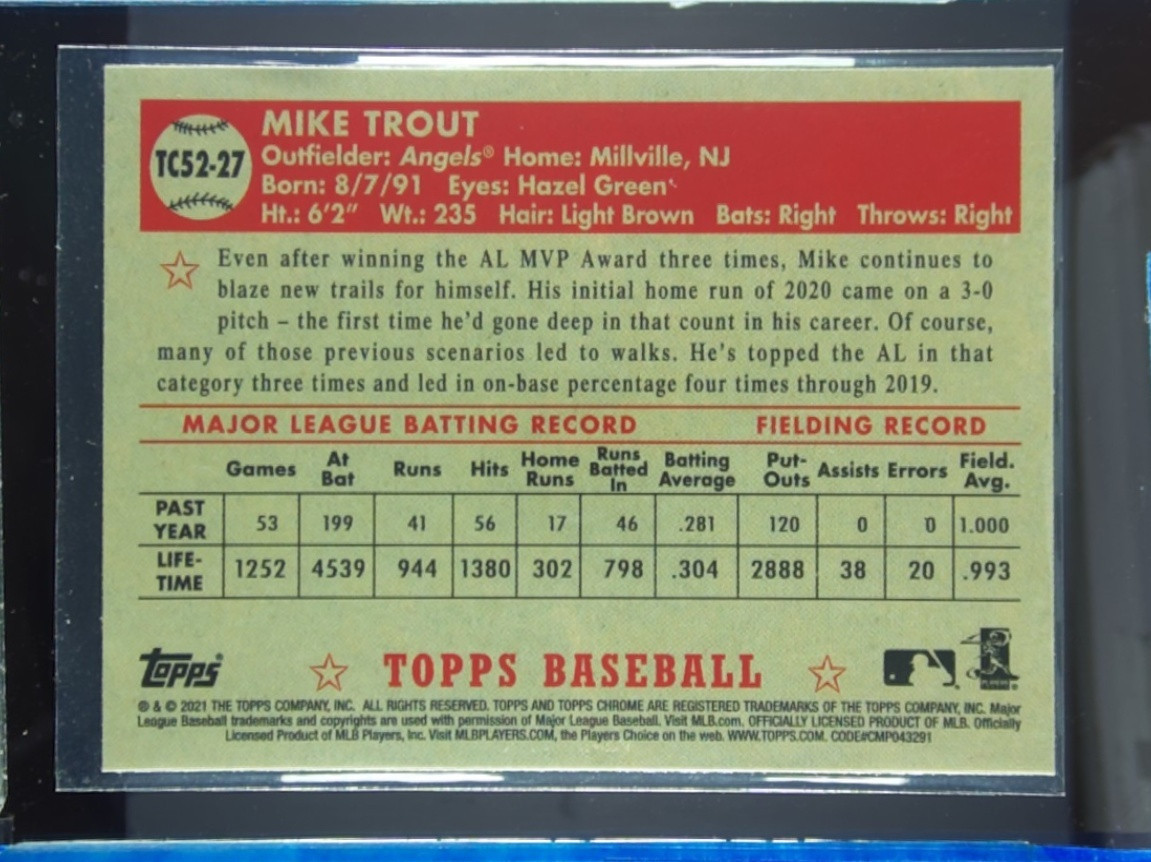 TC52-27
MIKE TROUT
Outfielder: Angels® Home: Millville, NJ
Born: 8/7/91 Eyes: Hazel Green
Ht.: 6'2" Wt.: 235 Hair: Light Brown Bats: Right Throws: Right
Even after winning the AL MVP Award three times, Mike continues to
blaze new trails for himself. His initial home run of 2020 came on a 3-0
pitch – the first time he'd gone deep in that count in his career. Of course,
many of those previous scenarios led to walks. He's topped the AL in that
category three times and led in on-base percentage four times through 2019.
MAJOR LEAGUE BATTING RECORD FIELDING RECORD
Games At Bat Runs Hits Home Runs Runs Batted In Batting Average Put-Outs Assists Errors Field. Avg.
PAST YEAR 53 199 41 56 17 46 .281 120 0 0 1.000
LIFE-TIME 1252 4539 944 1380 302 798 .304 2888 38 20 .993
topps TOPPS BASEBALL
® & © 2021 THE TOPPS COMPANY, INC. ALL RIGHTS RESERVED. TOPPS AND TOPPS CHROME ARE REGISTERED TRADEMARKS OF THE TOPPS COMPANY, INC. Major
League Baseball trademarks and copyrights are used with permission of Major League Baseball. Visit MLB.com. OFFICIALLY LICENSED PRODUCT OF MLB. Officially
Licensed Product of MLB Players, Inc. Visit MLBPLAYERS.COM, the Players Choice on the web. WWW.TOPPS.COM. CODE#CMP043291